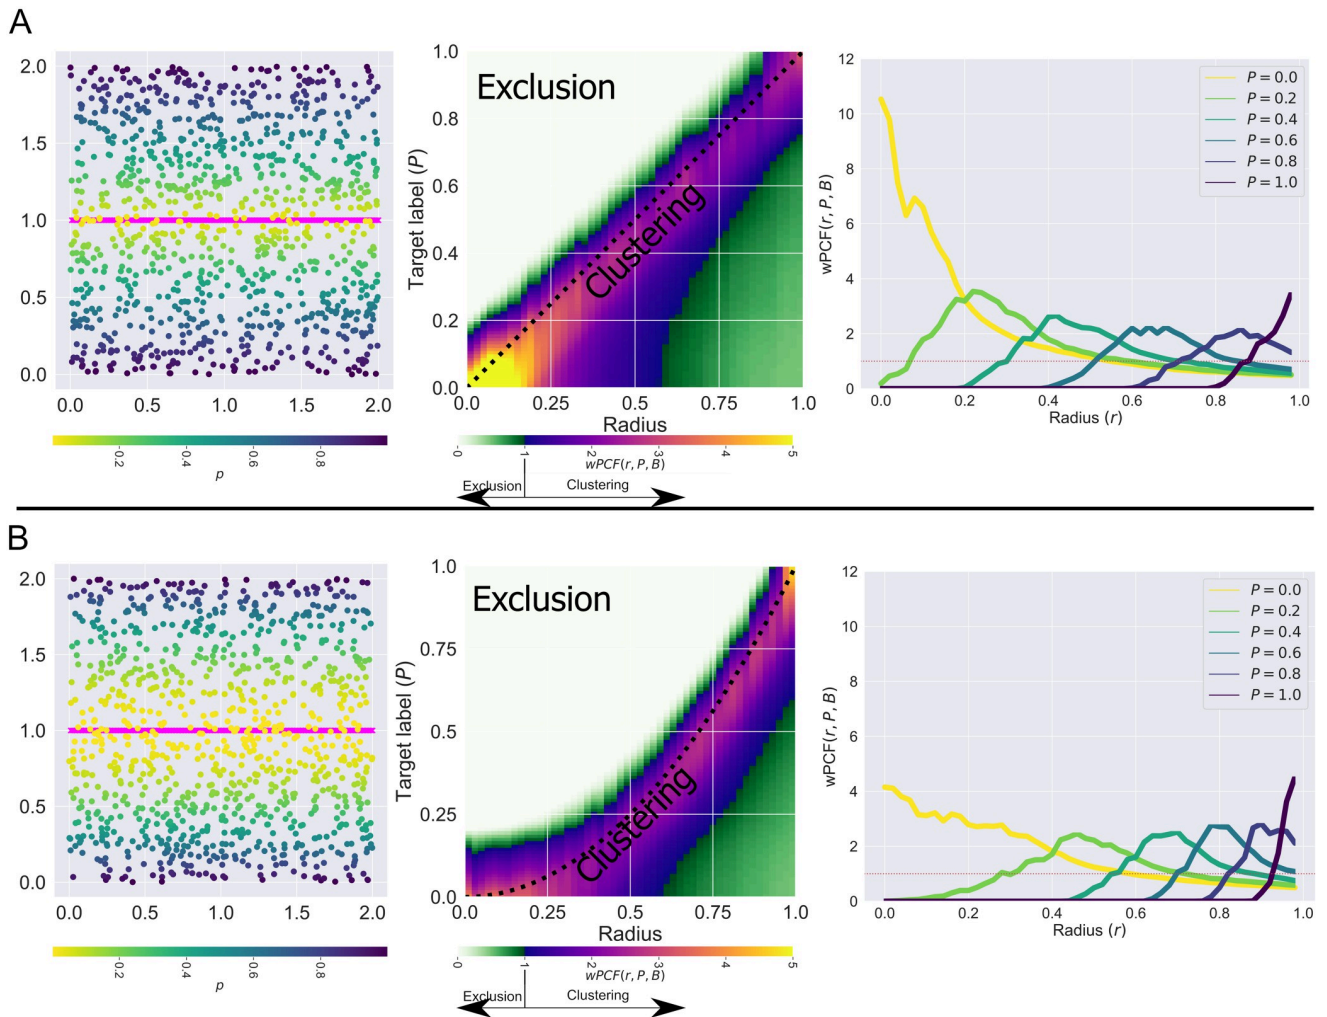 A
2.0
1.5
1.0
0.5
0.0
0.0 0.5 1.0 1.5 2.0
0.2 0.4 0.6 0.8
p
Target label (P)
1.0
0.8
0.6
0.4
0.2
0.0
Exclusion
Clustering
0.0 0.25 0.5 0.75 1.0
Radius
0 1 2 3 4 5
wPCF(r, P, B)
Exclusion Clustering
wPCF(r, P, B)
12
10
8
6
4
2
0
P = 0.0
P = 0.2
P = 0.4
P = 0.6
P = 0.8
P = 1.0
0.0 0.2 0.4 0.6 0.8 1.0
Radius (r)
B
2.0
1.5
1.0
0.5
0.0
0.0 0.5 1.0 1.5 2.0
0.2 0.4 0.6 0.8
p
Target label (P)
1.0
0.75
0.5
0.25
0.0
Exclusion
Clustering
0.0 0.25 0.5 0.75 1.0
Radius
0 1 2 3 4 5
wPCF(r, P, B)
Exclusion Clustering
wPCF(r, P, B)
12
10
8
6
4
2
0
P = 0.0
P = 0.2
P = 0.4
P = 0.6
P = 0.8
P = 1.0
0.0 0.2 0.4 0.6 0.8 1.0
Radius (r)